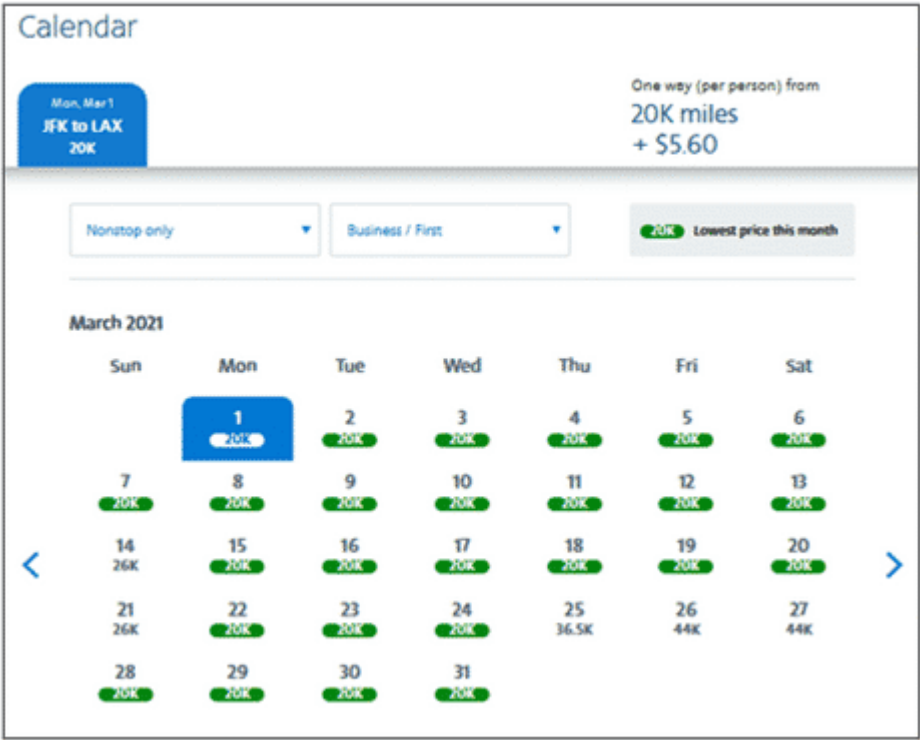 Calendar
Mon, Mar 1
JFK to LAX
20K
One way (per person) from
20K miles
+ $5.60
Nonstop only
Business / First
20K Lowest price this month
March 2021
Sun Mon Tue Wed Thu Fri Sat
1 2 3 4 5 6
20K 20K 20K 20K 20K 20K
7 8 9 10 11 12 13
20K 20K 20K 20K 20K 20K 20K
14 15 16 17 18 19 20
26K 20K 20K 20K 20K 20K 20K
21 22 23 24 25 26 27
26K 20K 20K 20K 36.5K 44K 44K
28 29 30 31
20K 20K 20K 20K